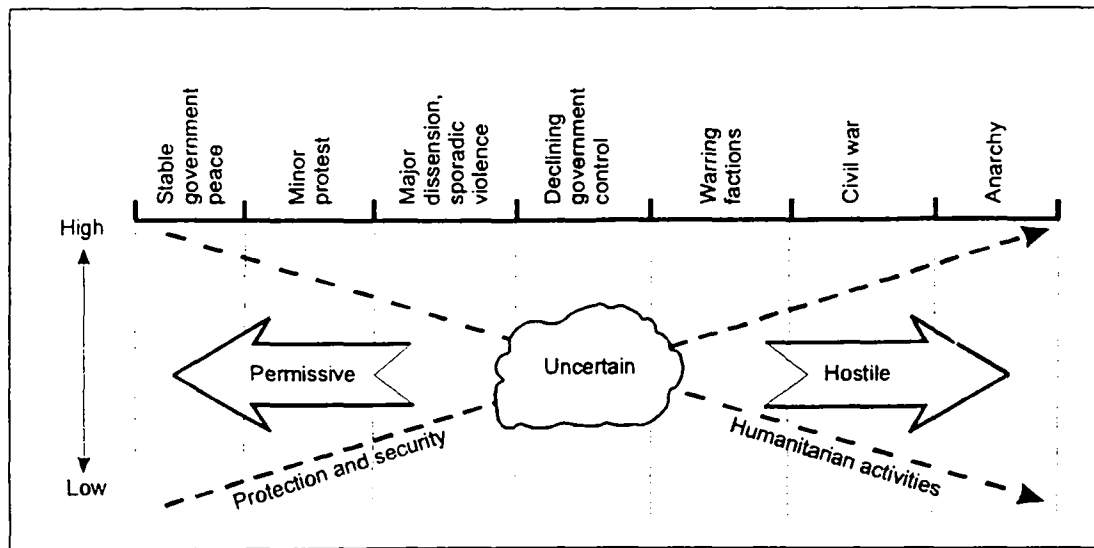 Stable
government
peace
Minor
protest
Major
dissension,
sporadic
violence
Declining
government
control
Warring
factions
Civil war
Anarchy
High
Low
Permissive
Uncertain
Hostile
Protection and security
Humanitarian activities